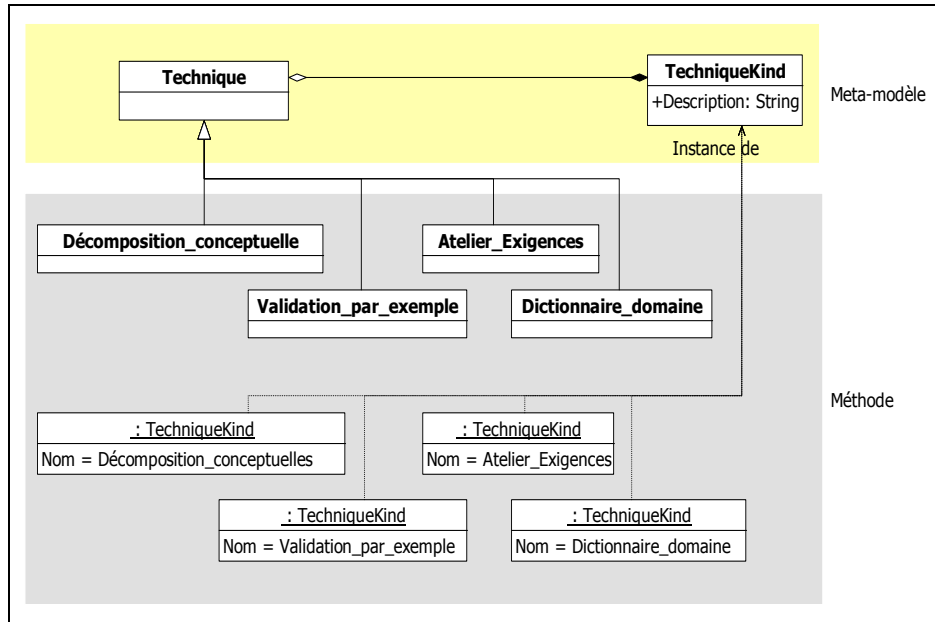 Technique
TechniqueKind
+Description: String
Meta-modèle
Instance de
Décomposition_conceptuelle
Atelier_Exigences
Validation_par_exemple
Dictionnaire_domaine
Méthode
: TechniqueKind
Nom = Décomposition_conceptuelles
: TechniqueKind
Nom = Atelier_Exigences
: TechniqueKind
Nom = Validation_par_exemple
: TechniqueKind
Nom = Dictionnaire_domaine